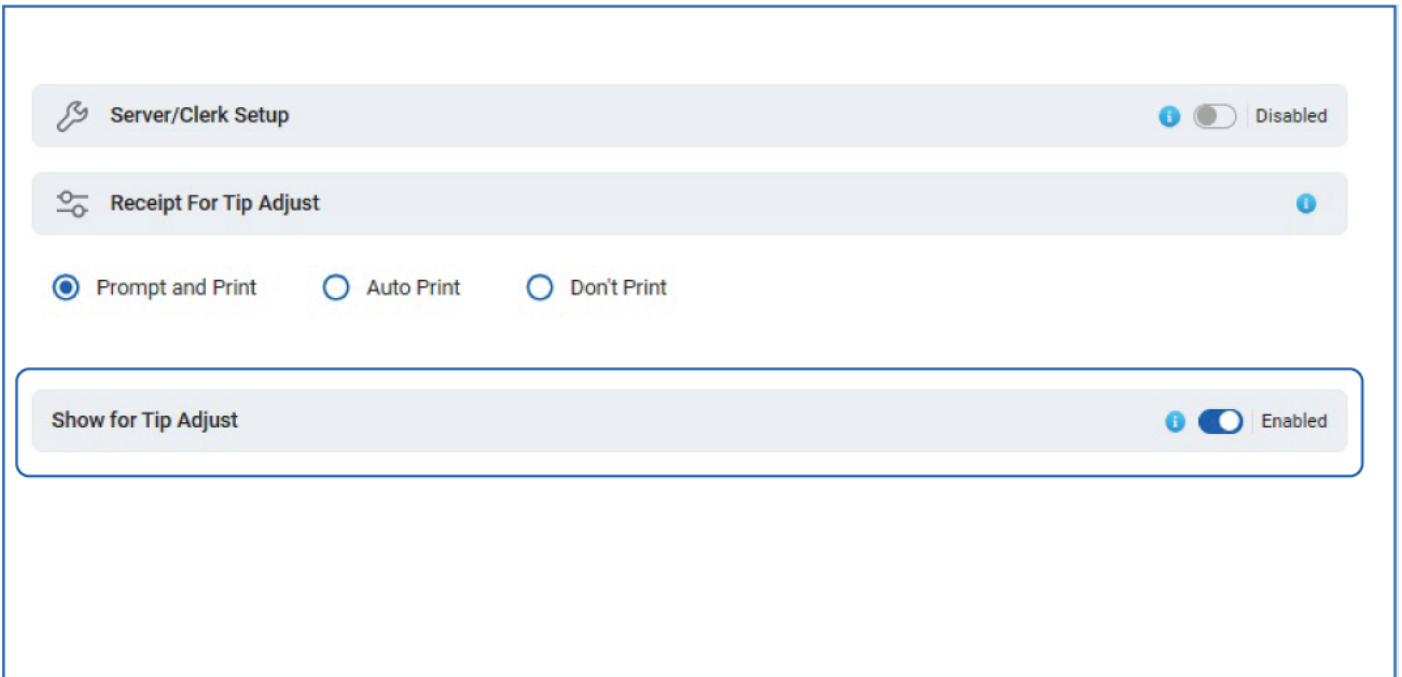 Server/Clerk Setup Disabled
Receipt For Tip Adjust
Prompt and Print Auto Print Don't Print
Show for Tip Adjust Enabled